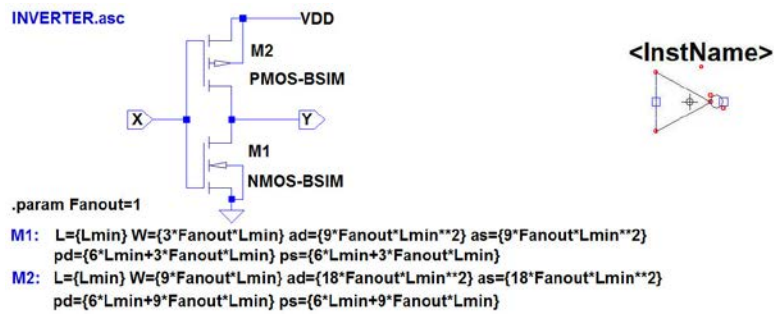 INVERTER.asc
VDD
<InstName>
M2
PMOS-BSIM
X
Y
M1
NMOS-BSIM
.param Fanout=1
M1: L={Lmin} W={3*Fanout*Lmin} ad={9*Fanout*Lmin**2} as={9*Fanout*Lmin**2}
pd={6*Lmin+3*Fanout*Lmin} ps={6*Lmin+3*Fanout*Lmin}
M2: L={Lmin} W={9*Fanout*Lmin} ad={18*Fanout*Lmin**2} as={18*Fanout*Lmin**2}
pd={6*Lmin+9*Fanout*Lmin} ps={6*Lmin+9*Fanout*Lmin}